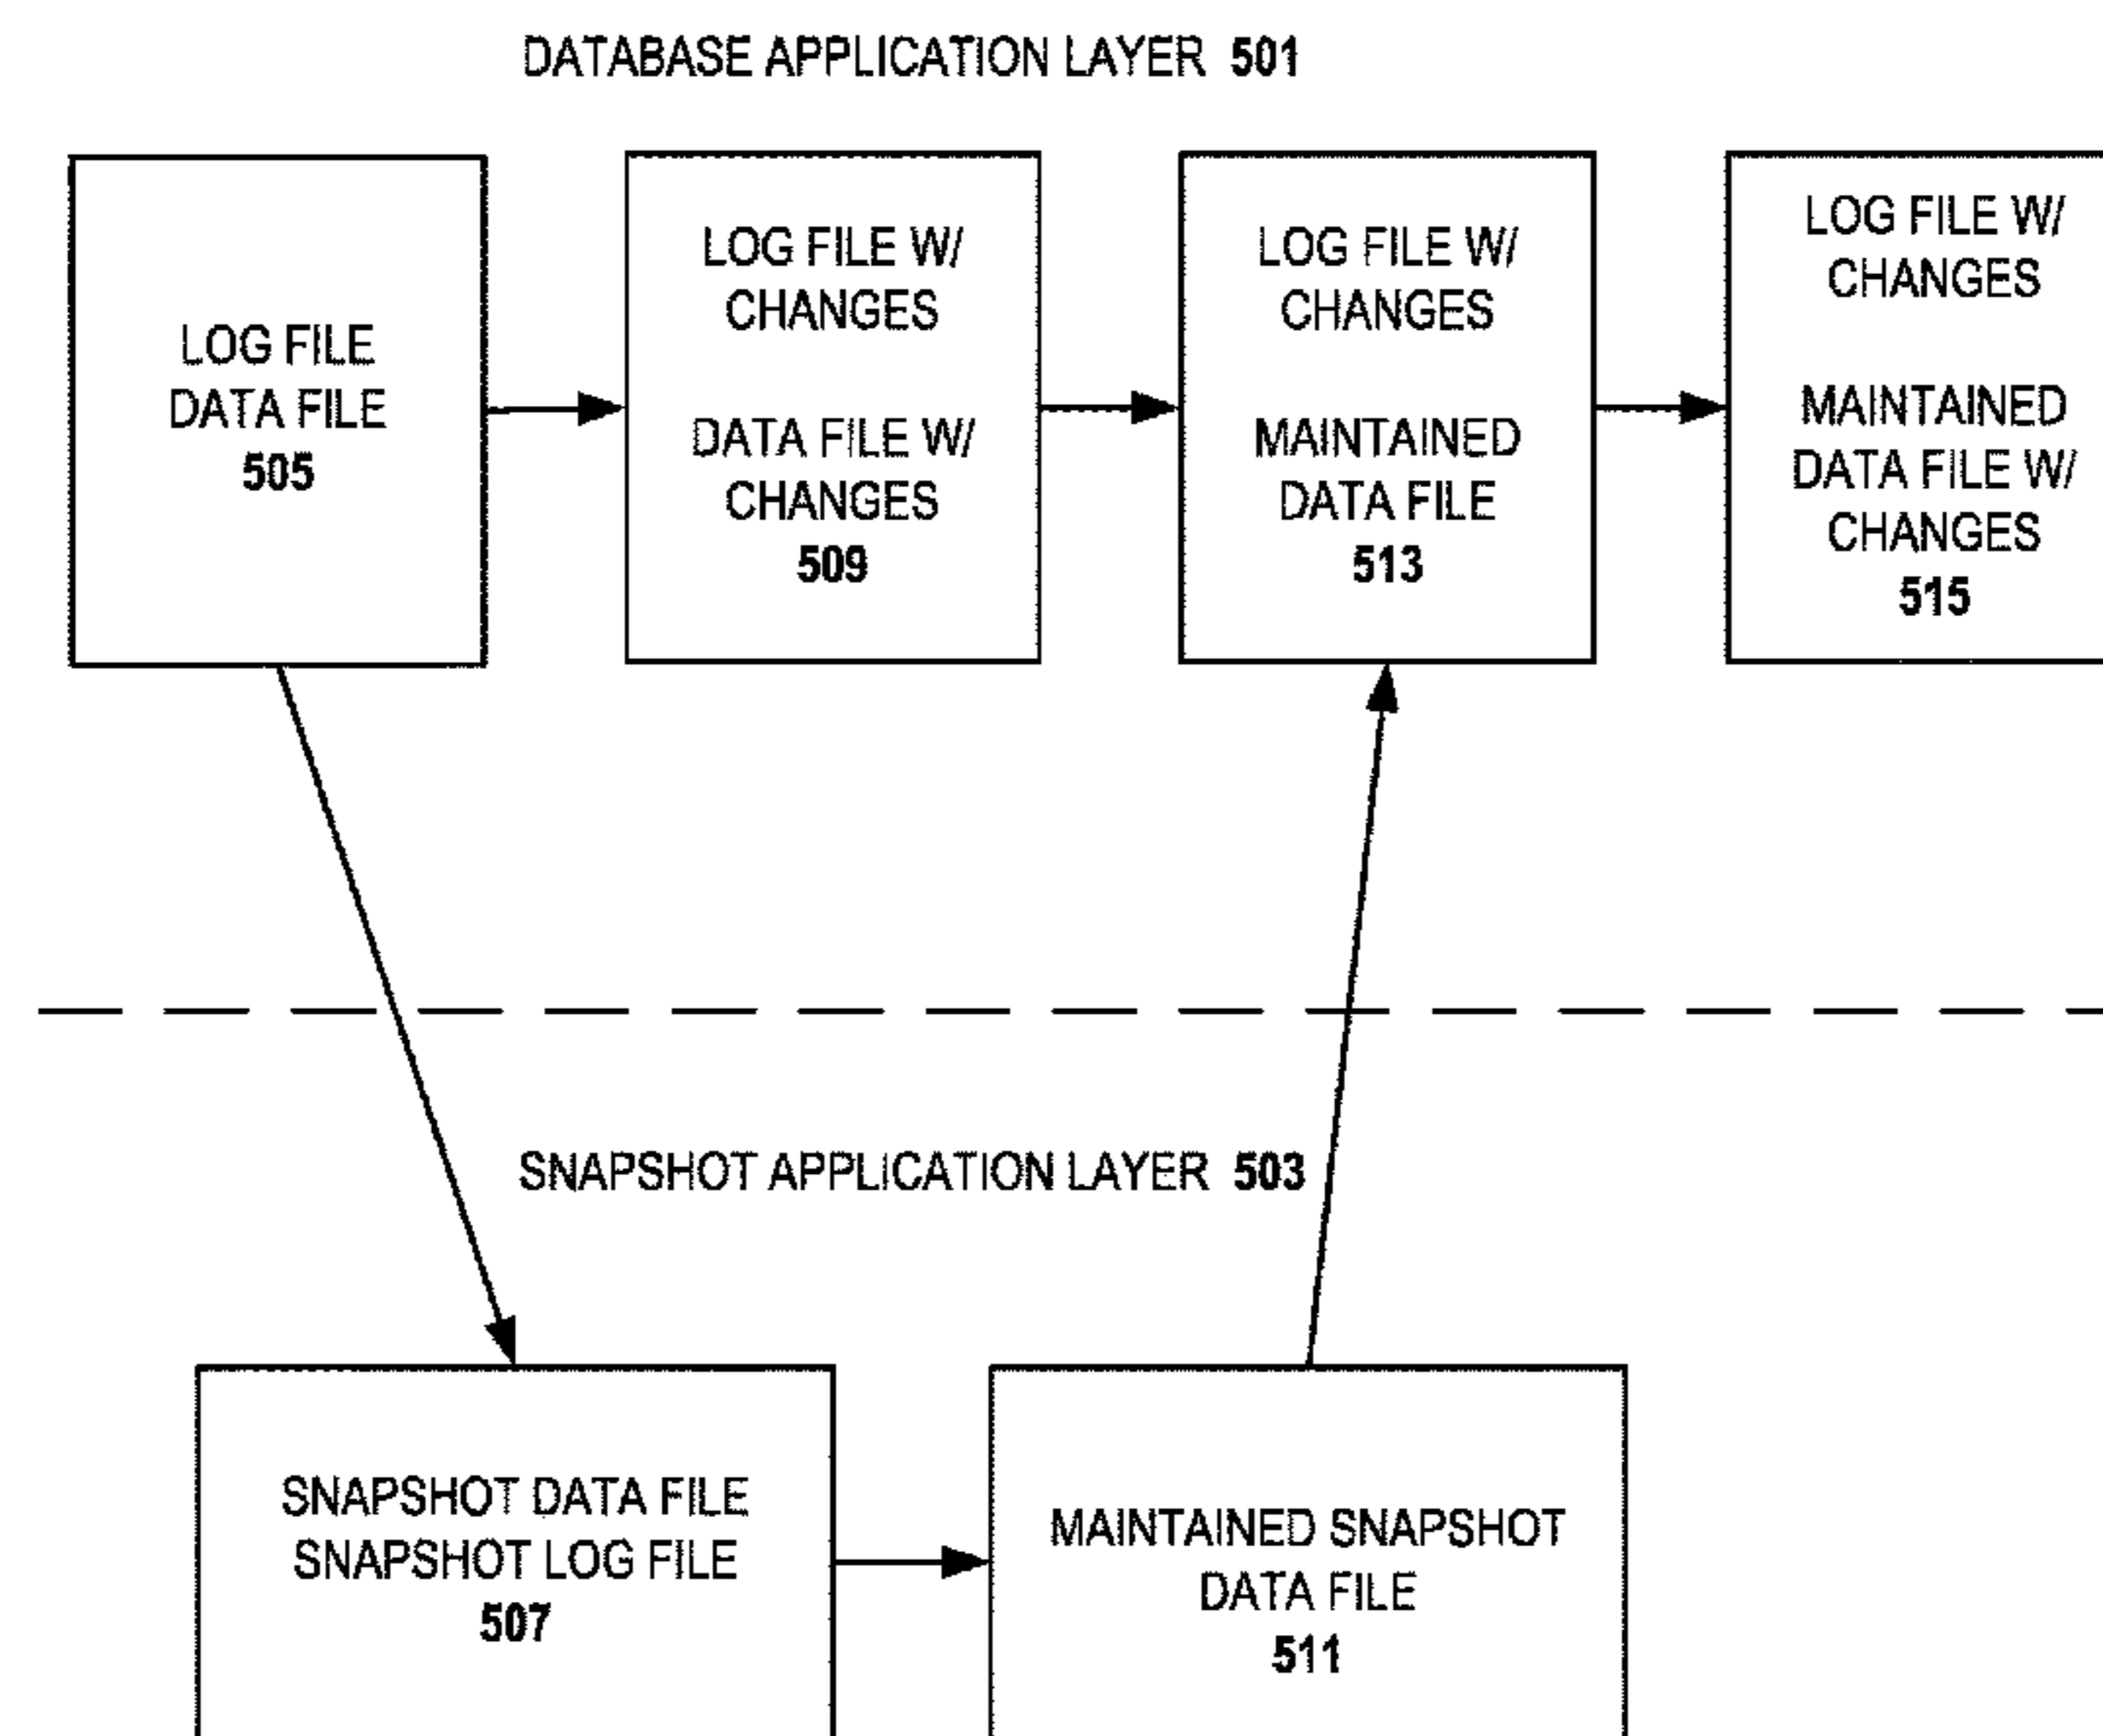 DATABASE APPLICATION LAYER 501
LOG FILE
DATA FILE
505
LOG FILE W/
CHANGES
DATA FILE W/
CHANGES
509
LOG FILE W/
CHANGES
MAINTAINED
DATA FILE
513
LOG FILE W/
CHANGES
MAINTAINED
DATA FILE W/
CHANGES
515
SNAPSHOT APPLICATION LAYER 503
SNAPSHOT DATA FILE
SNAPSHOT LOG FILE
507
MAINTAINED SNAPSHOT
DATA FILE
511